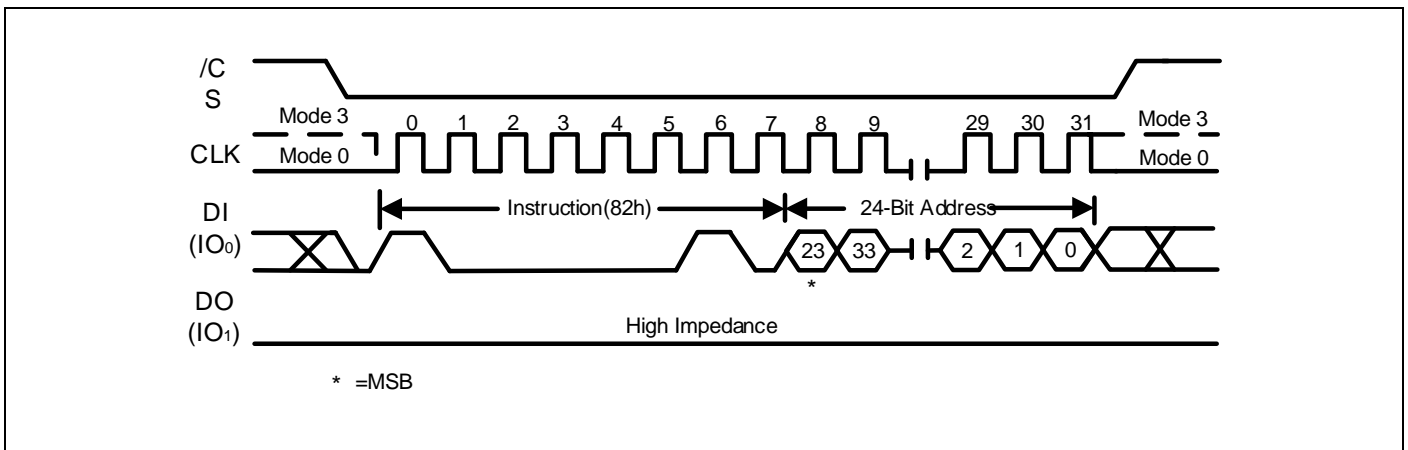 /C
S
Mode 3
CLK
Mode 0
0 1 2 3 4 5 6 7 8 9 29 30 31
Mode 3
Mode 0
DI
(IO₀)
Instruction(82h)
24-Bit Address
23 33 2 1 0
*
DO
(IO₁)
High Impedance
* =MSB